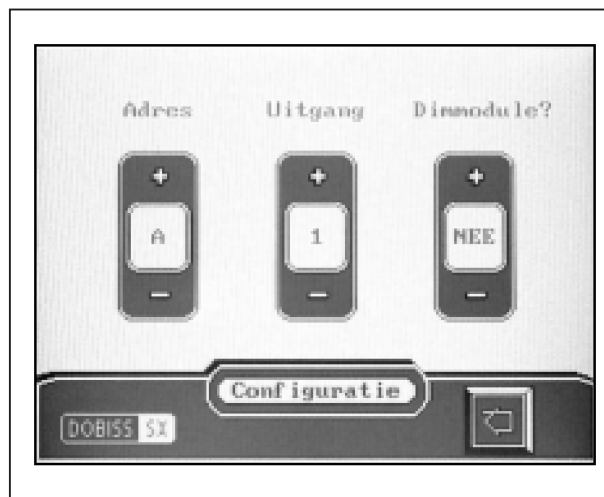 Adres Uitgang Dimmodule?
+ + +
A 1 NEE
- - -
Configuratie
DOBISS SX